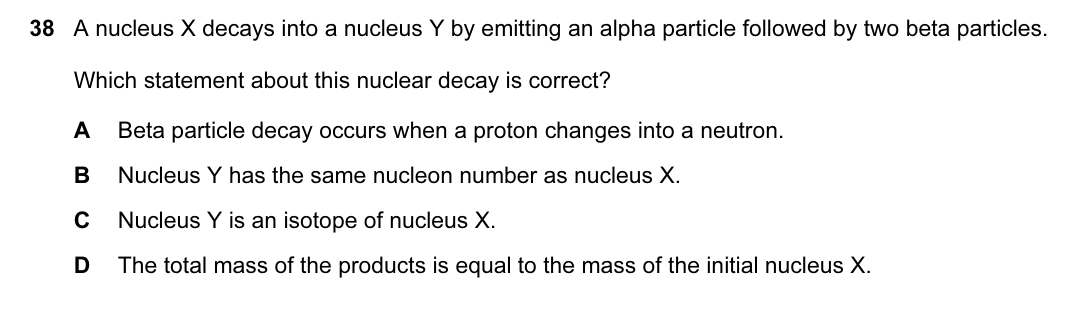 38 A nucleus X decays into a nucleus Y by emitting an alpha particle followed by two beta particles.
Which statement about this nuclear decay is correct?
A Beta particle decay occurs when a proton changes into a neutron.
B Nucleus Y has the same nucleon number as nucleus X.
C Nucleus Y is an isotope of nucleus X.
D The total mass of the products is equal to the mass of the initial nucleus X.